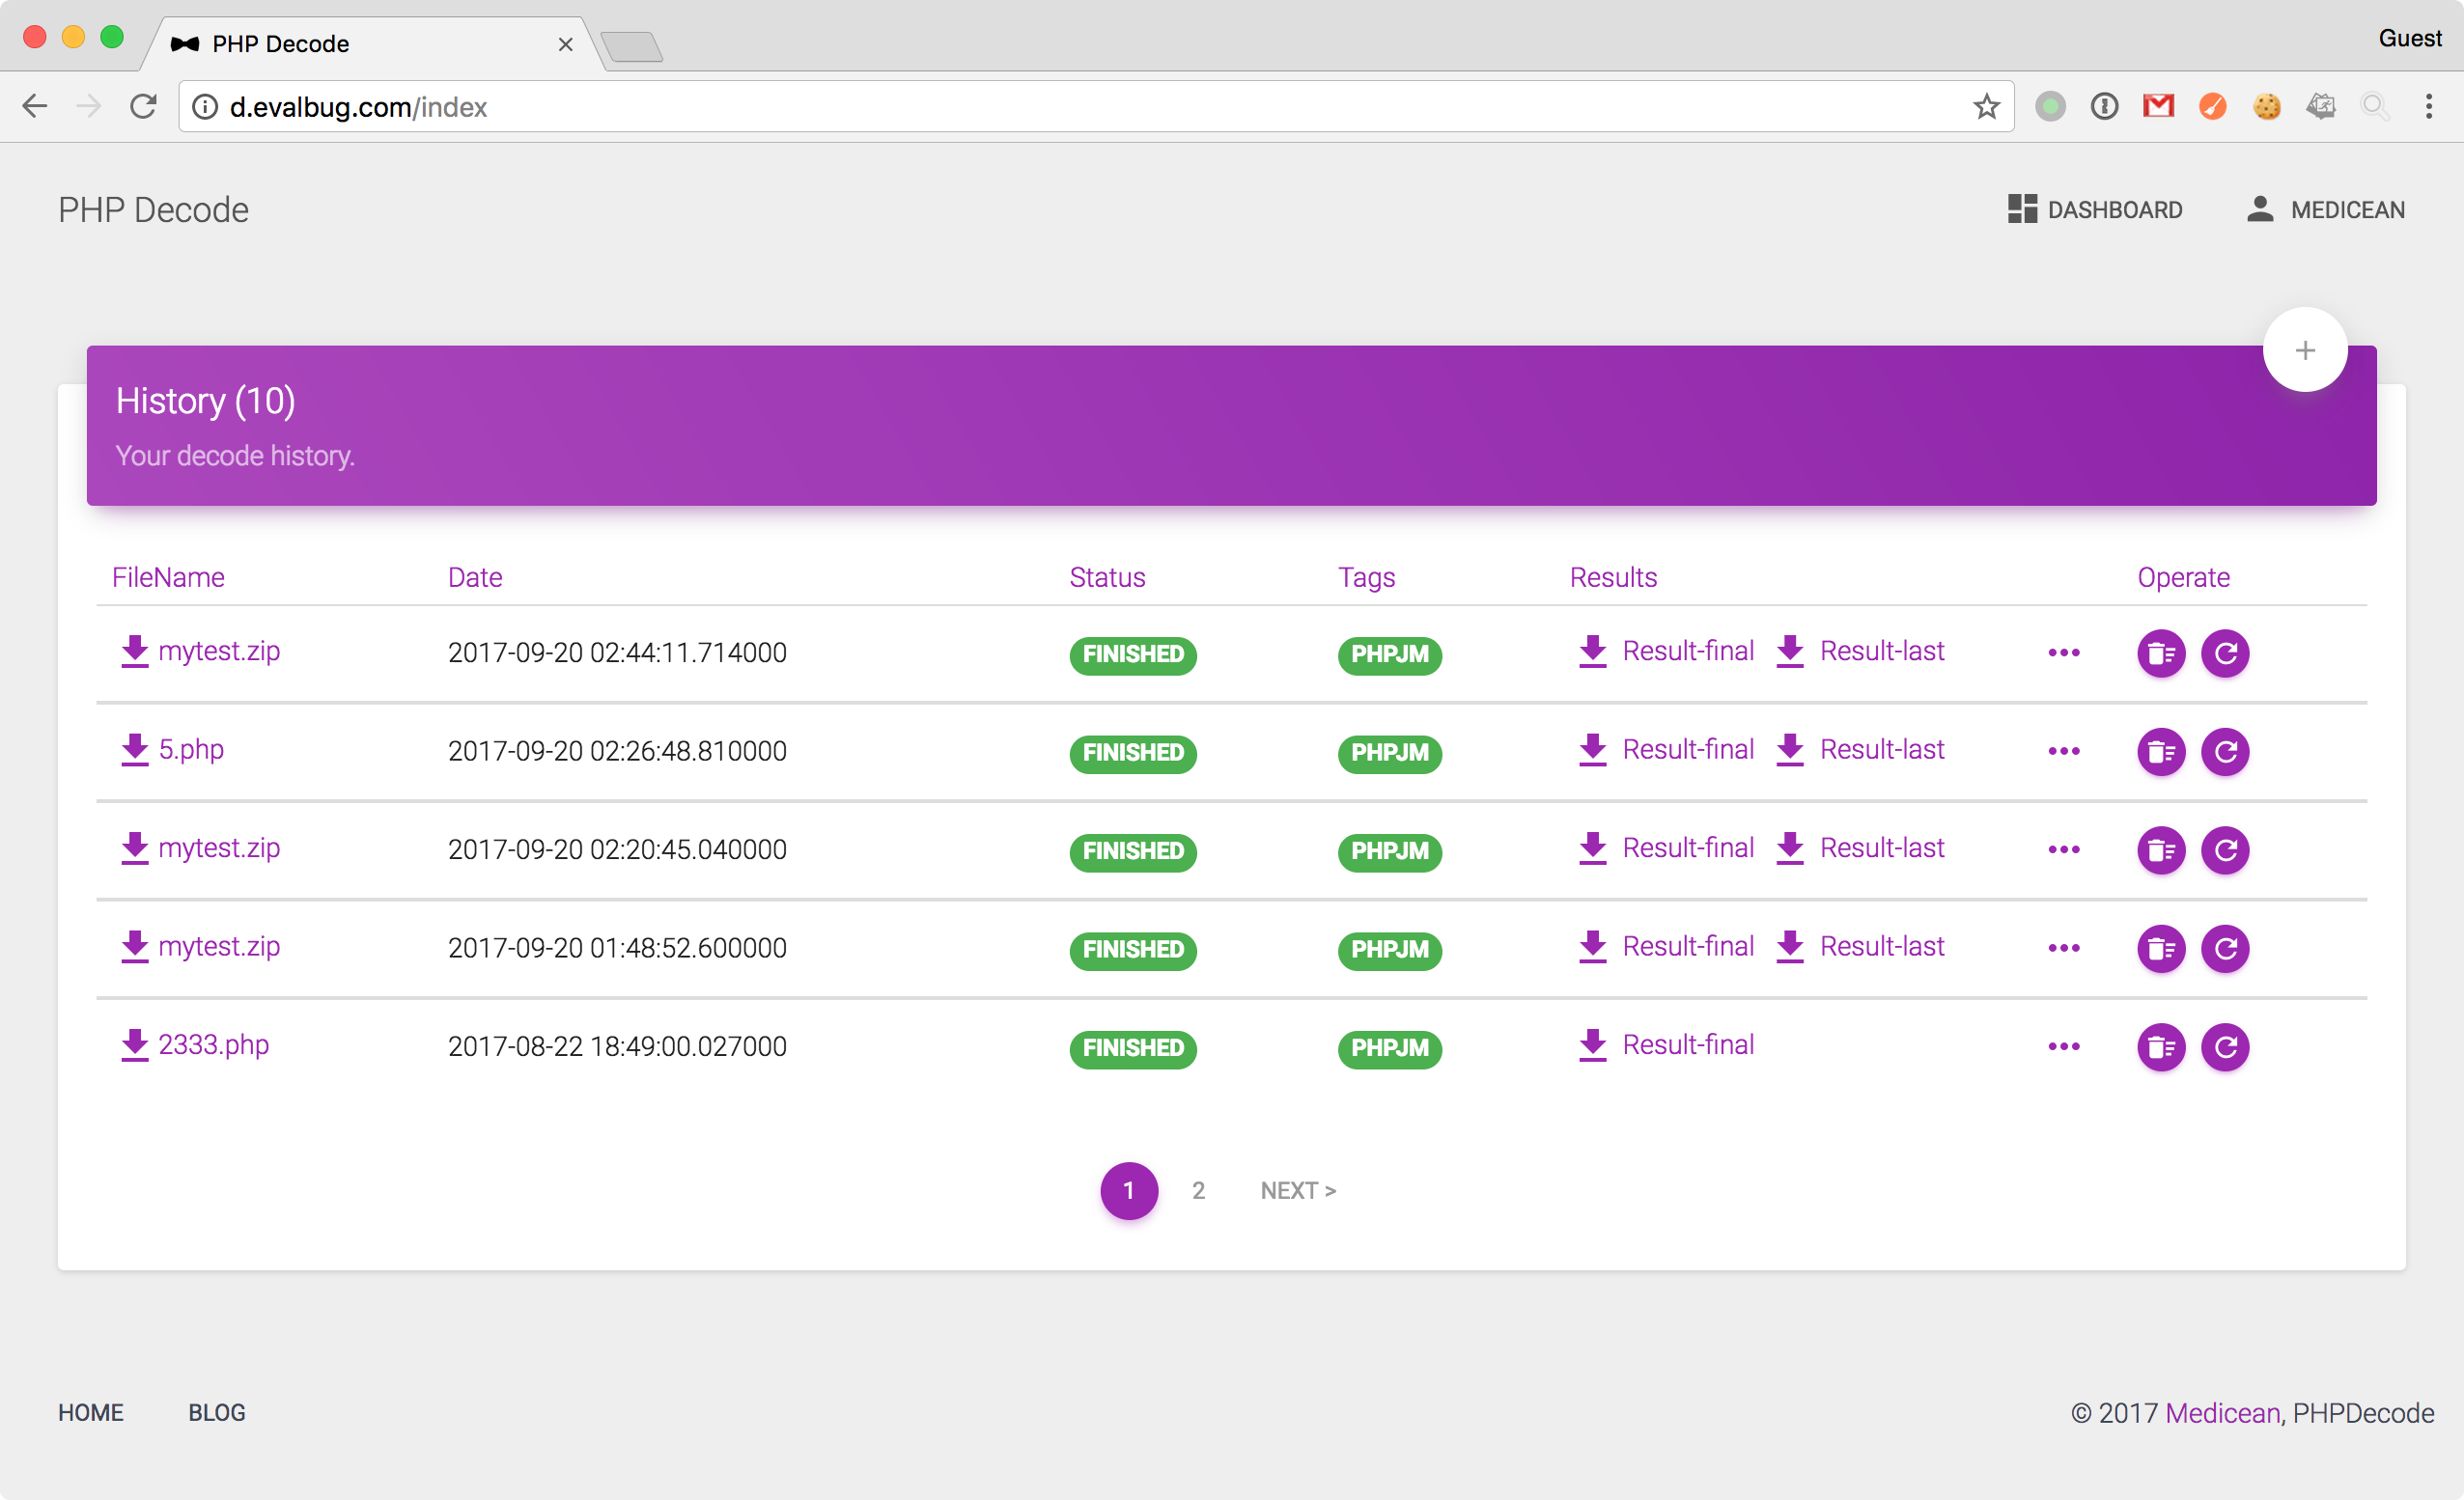 PHP Decode
Guest
d.evalbug.com/index
PHP Decode
DASHBOARD
MEDICEAN
+
History (10)
Your decode history.
FileName Date Status Tags Results Operate
mytest.zip 2017-09-20 02:44:11.714000 FINISHED PHPJM Result-final Result-last
5.php 2017-09-20 02:26:48.810000 FINISHED PHPJM Result-final Result-last
mytest.zip 2017-09-20 02:20:45.040000 FINISHED PHPJM Result-final Result-last
mytest.zip 2017-09-20 01:48:52.600000 FINISHED PHPJM Result-final Result-last
2333.php 2017-08-22 18:49:00.027000 FINISHED PHPJM Result-final
1 2 NEXT >
HOME BLOG
© 2017 Medicean, PHPDecode